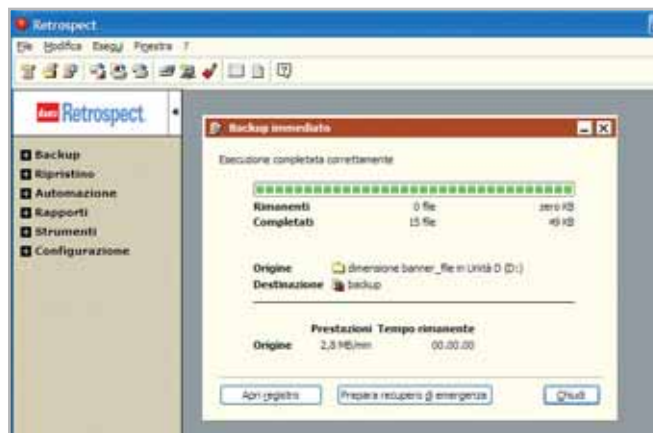 Retrospect
File Modifica Esegui Finestra ?
dantz Retrospect
Backup
Ripristino
Automazione
Rapporti
Strumenti
Configurazione
Backup immediato
Esecuzione completata correttamente
Rimanenti 0 file zero KB
Completati 15 file 49 KB
Origine dimensione banner_file in Unità D (D:)
Destinazione backup
Prestazioni Tempo rimanente
Origine 2,8 MB/min 00.00.00
Apri registro Prepara recupero di emergenza Chiudi